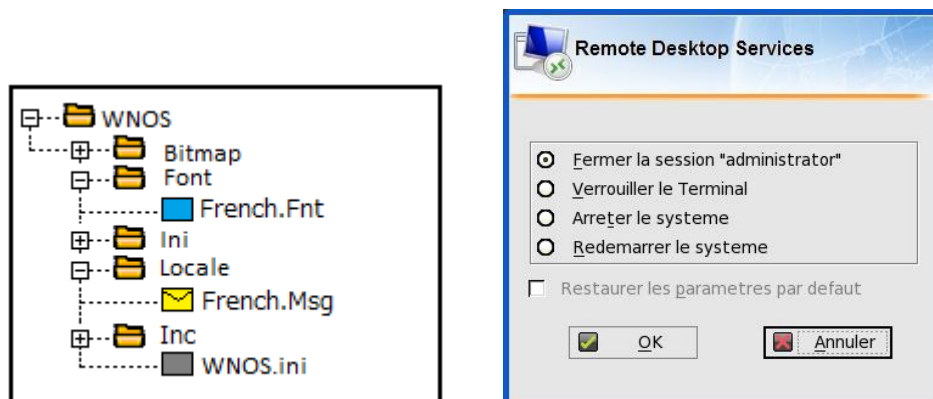 WNOS
Bitmap
Font
French.Fnt
Ini
Locale
French.Msg
Inc
WNOS.ini
Remote Desktop Services
Fermer la session "administrator"
Verrouiller le Terminal
Arreter le systeme
Redemarrer le systeme
Restaurer les parametres par defaut
OK
Annuler